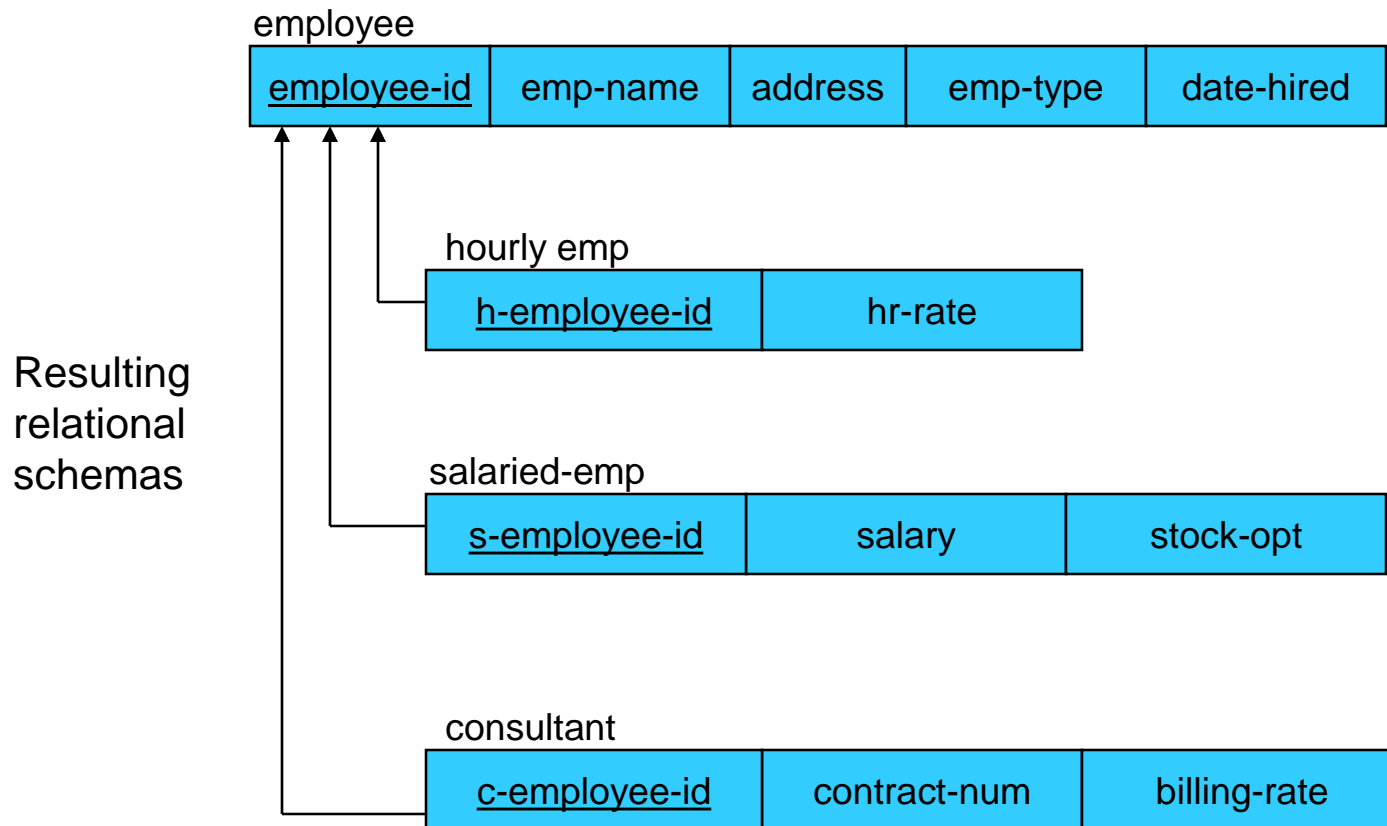 employee
employee-id emp-name address emp-type date-hired
hourly emp
h-employee-id hr-rate
Resulting
relational
schemas
salaried-emp
s-employee-id salary stock-opt
consultant
c-employee-id contract-num billing-rate